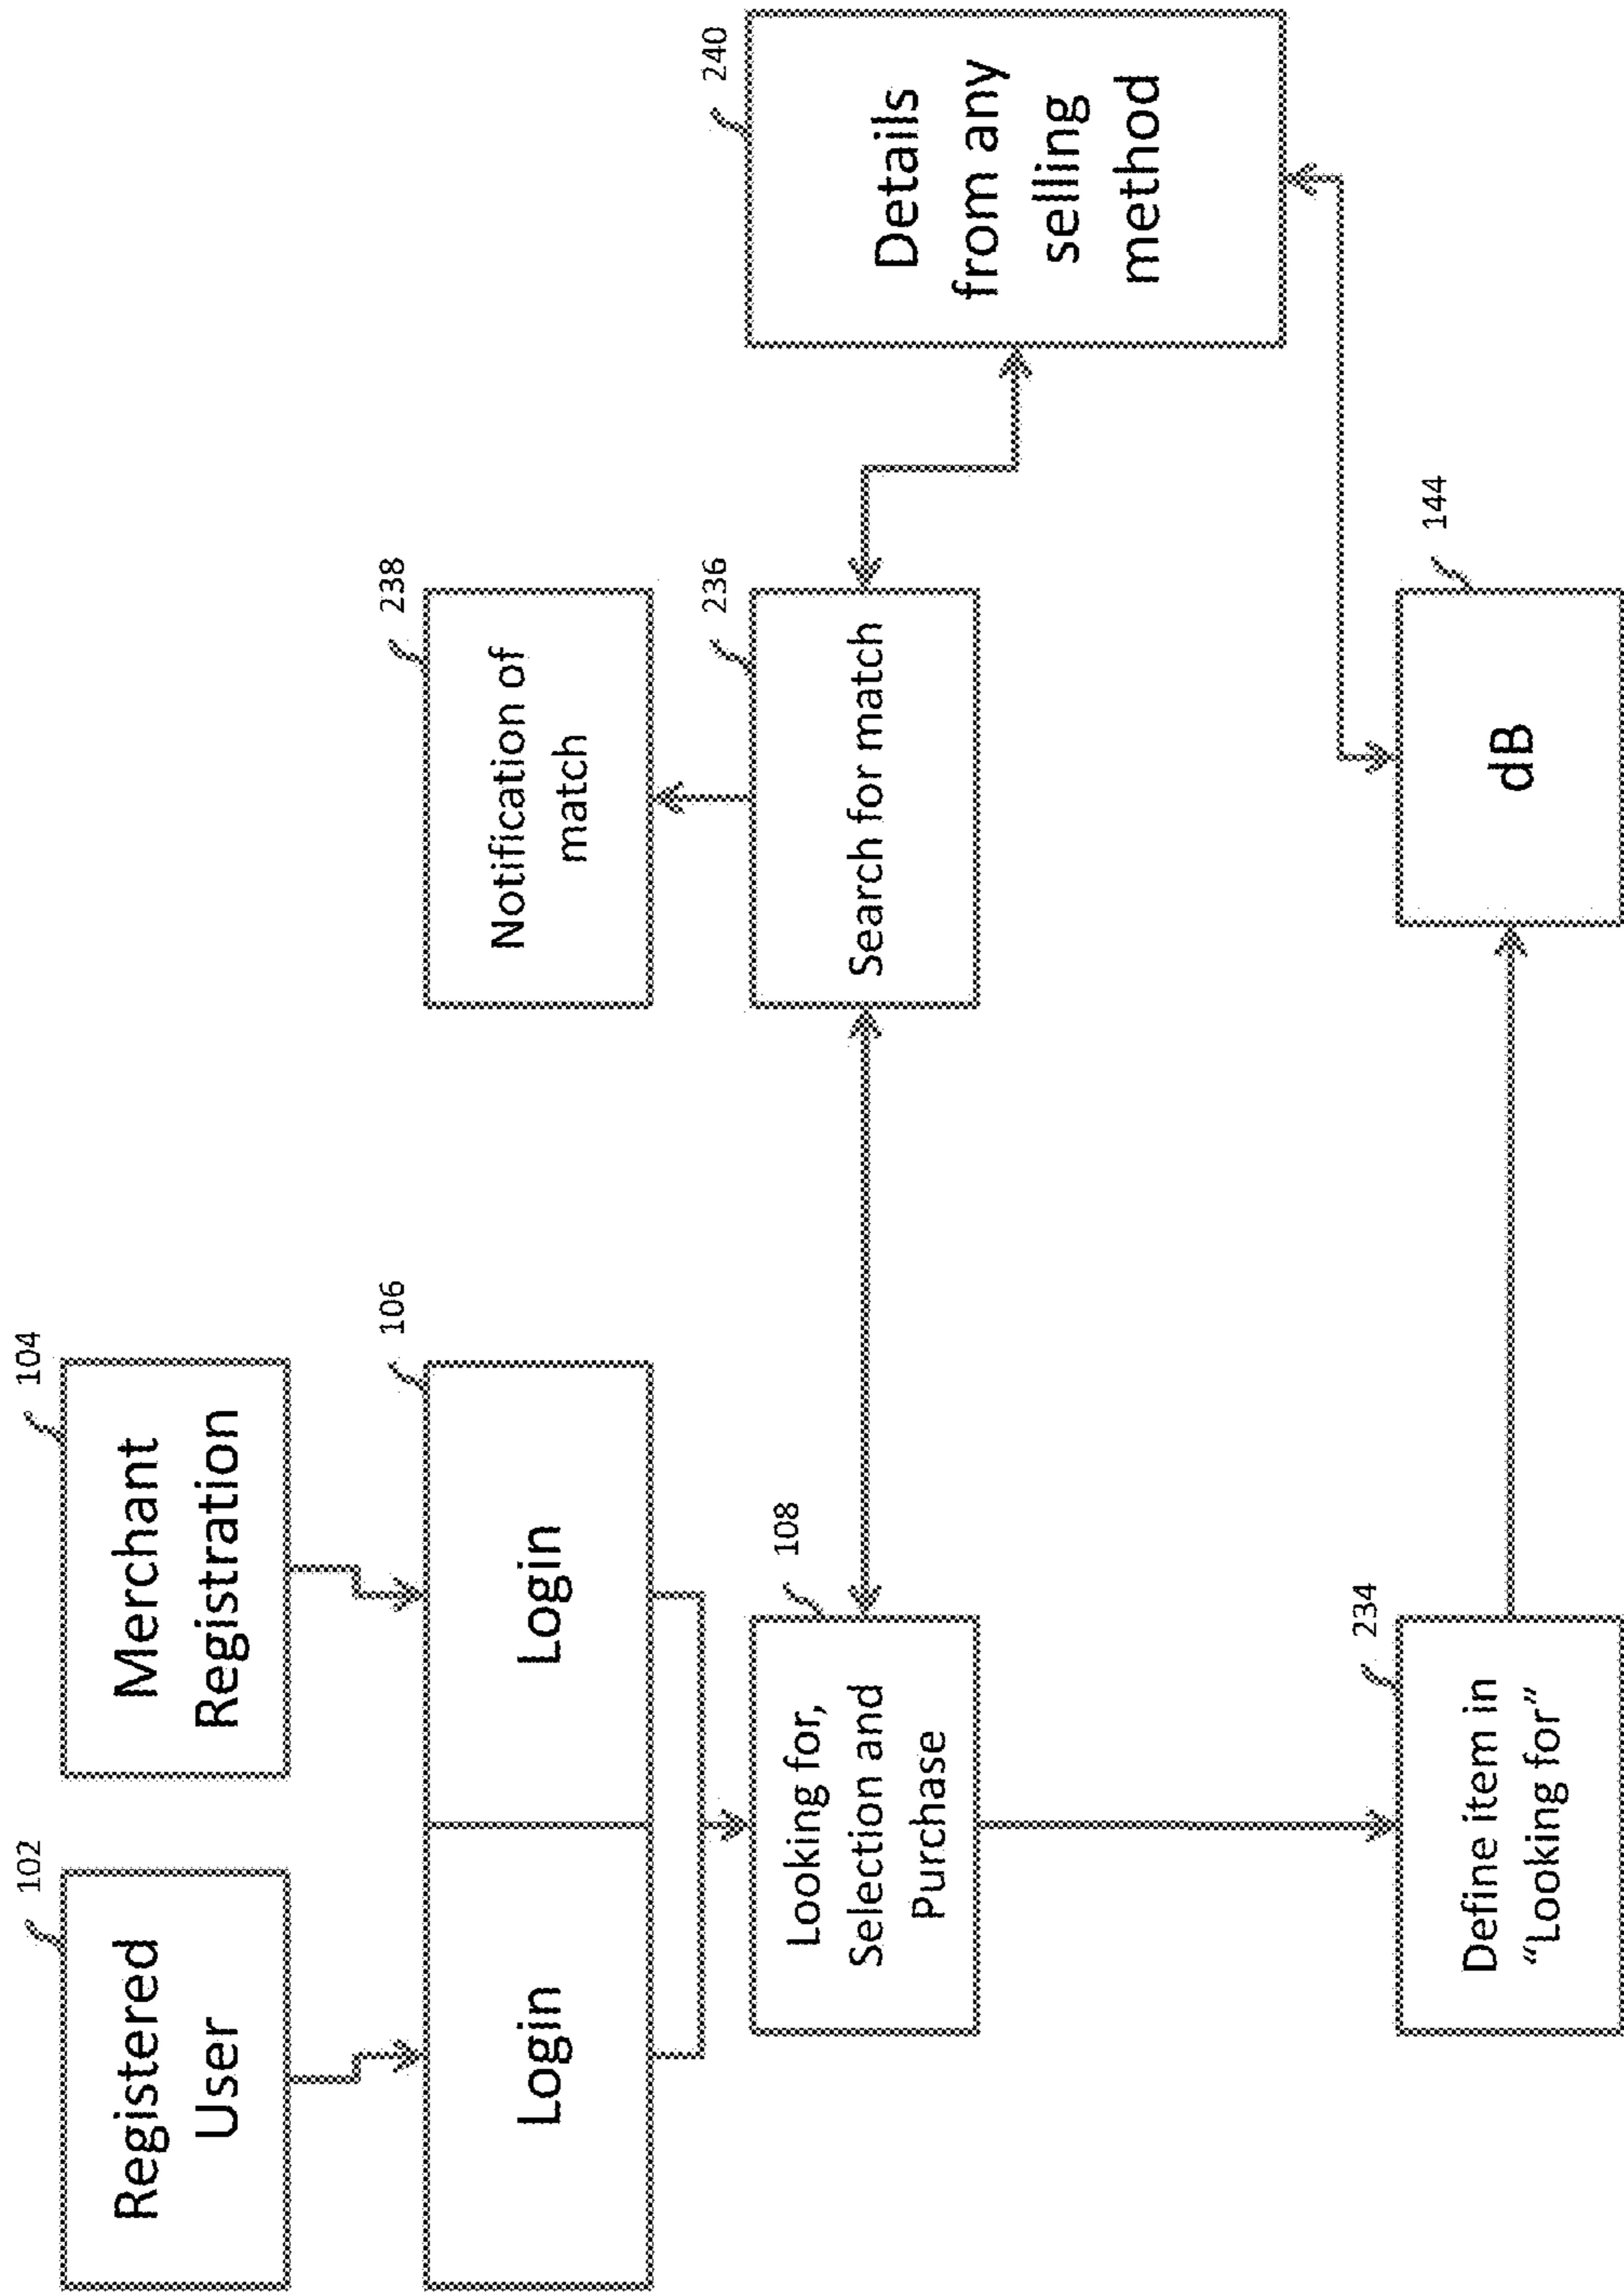 102
Registered
User
104
Merchant
Registration
106
Login
Login
238
Notification of
match
108
Looking for,
Selection and
Purchase
236
Search for match
240
Details
from any
selling
method
234
Define item in
“Looking for”
144
dB